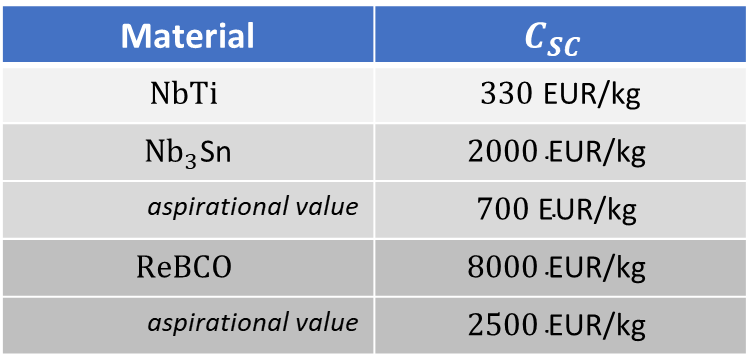 Material C_SC
NbTi 330 EUR/kg
Nb₃Sn 2000 EUR/kg
aspirational value 700 EUR/kg
ReBCO 8000 EUR/kg
aspirational value 2500 EUR/kg